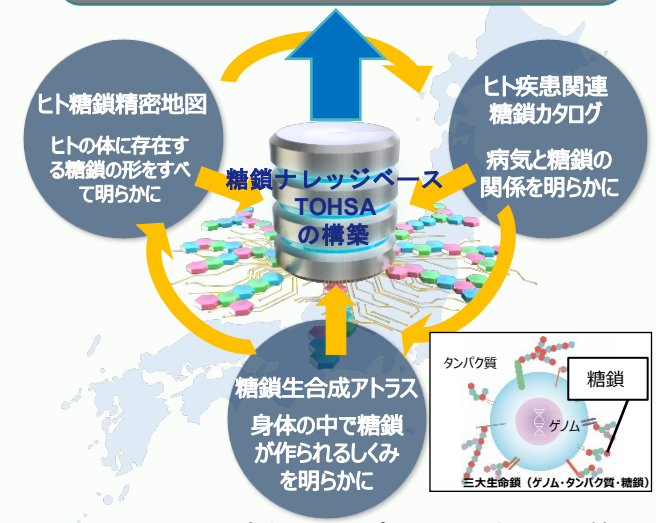 ヒト糖鎖精密地図
ヒトの体に存在す
る糖鎖の形をすべ
て明らかに
ヒト疾患関連
糖鎖カタログ
病気と糖鎖の
関係を明らかに
糖鎖ナレッジベース
TOHSA
の構築
糖鎖生合成アトラス
身体の中で糖鎖
が作られるしくみ
を明らかに
タンパク質
糖鎖
ゲノム
三大生命鎖（ゲノム・タンパク質・糖鎖）